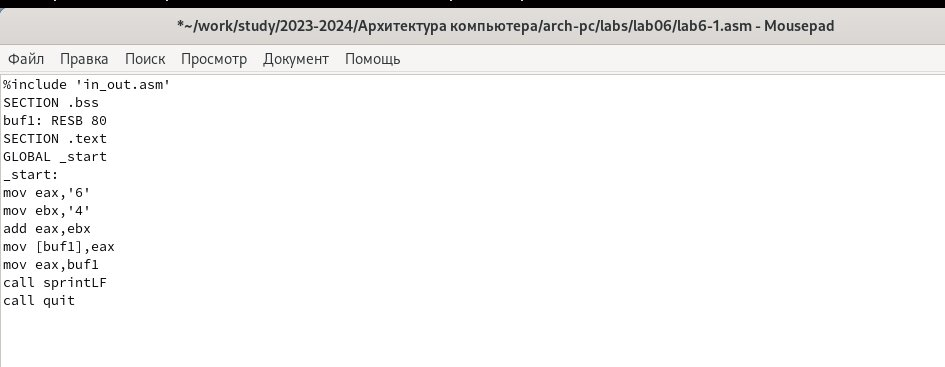 *~/work/study/2023-2024/Архитектура компьютера/arch-pc/labs/lab06/lab6-1.asm - Mousepad
Файл Правка Поиск Просмотр Документ Помощь
%include 'in_out.asm'
SECTION .bss
buf1: RESB 80
SECTION .text
GLOBAL _start
_start:
mov eax,'6'
mov ebx,'4'
add eax,ebx
mov [buf1],eax
mov eax,buf1
call sprintLF
call quit